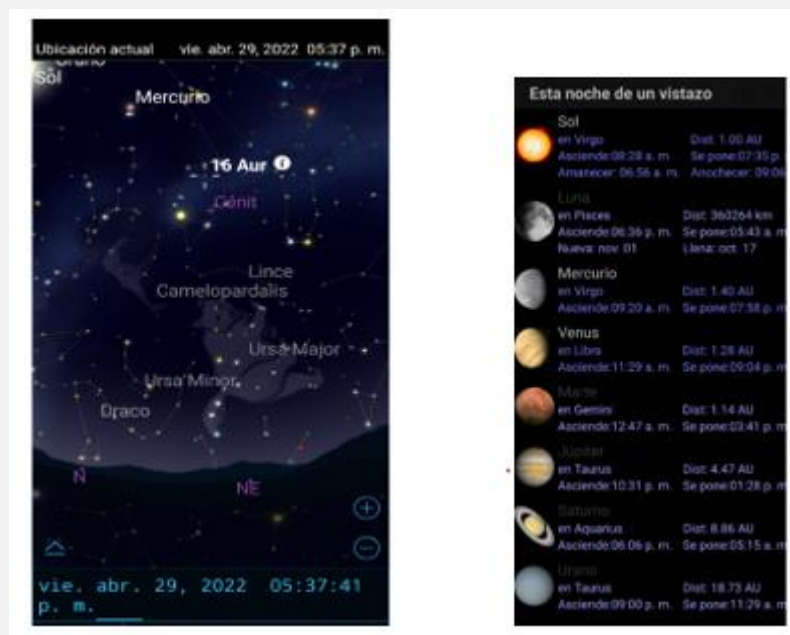 Ubicación actual vie. abr. 29, 2022 05:37 p. m.
Urano
Sol
Mercurio
16 Aur
Cénit
Lince
Camelopardalis
Ursa Major
Ursa Minor
Draco
N
NE
vie. abr. 29, 2022 05:37:41
p. m.
Esta noche de un vistazo
Sol
en Virgo Dist: 1.00 AU
Asciende:08:28 a. m. Se pone:07:35 p.
Amanecer: 06:56 a. m. Anochecer: 09:06
Luna
en Pisces Dist: 360264 km
Asciende:06:36 p. m. Se pone:05:43 a. m
Nueva: nov. 01 Llena: oct. 17
Mercurio
en Virgo Dist: 1.40 AU
Asciende:09:20 a. m. Se pone:07:58 p. m
Venus
en Libra Dist: 1.28 AU
Asciende:11:29 a. m. Se pone:09:04 p. m
Marte
en Gemini Dist: 1.14 AU
Asciende:12:47 a. m. Se pone:03:41 p. m
Júpiter
en Taurus Dist: 4.47 AU
Asciende:10:31 p. m. Se pone:01:28 p. m
Saturno
en Aquarius Dist: 8.86 AU
Asciende:06:06 p. m. Se pone:05:15 a. m
Urano
en Taurus Dist: 18.73 AU
Asciende:09:00 p. m. Se pone:11:29 a. m